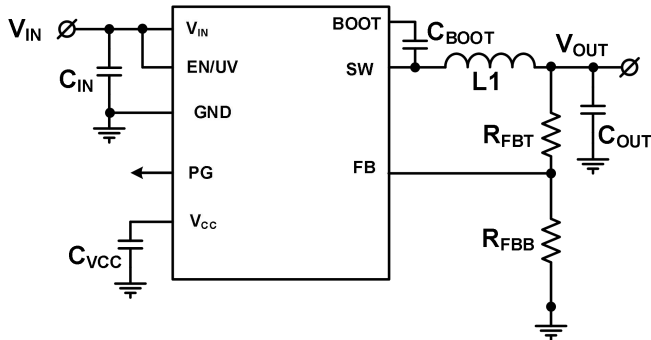 VIN
VIN
BOOT
CBOOT
VOUT
EN/UV
SW
CIN
L1
GND
RFBT
COUT
PG
FB
VCC
CVCC
RFBB